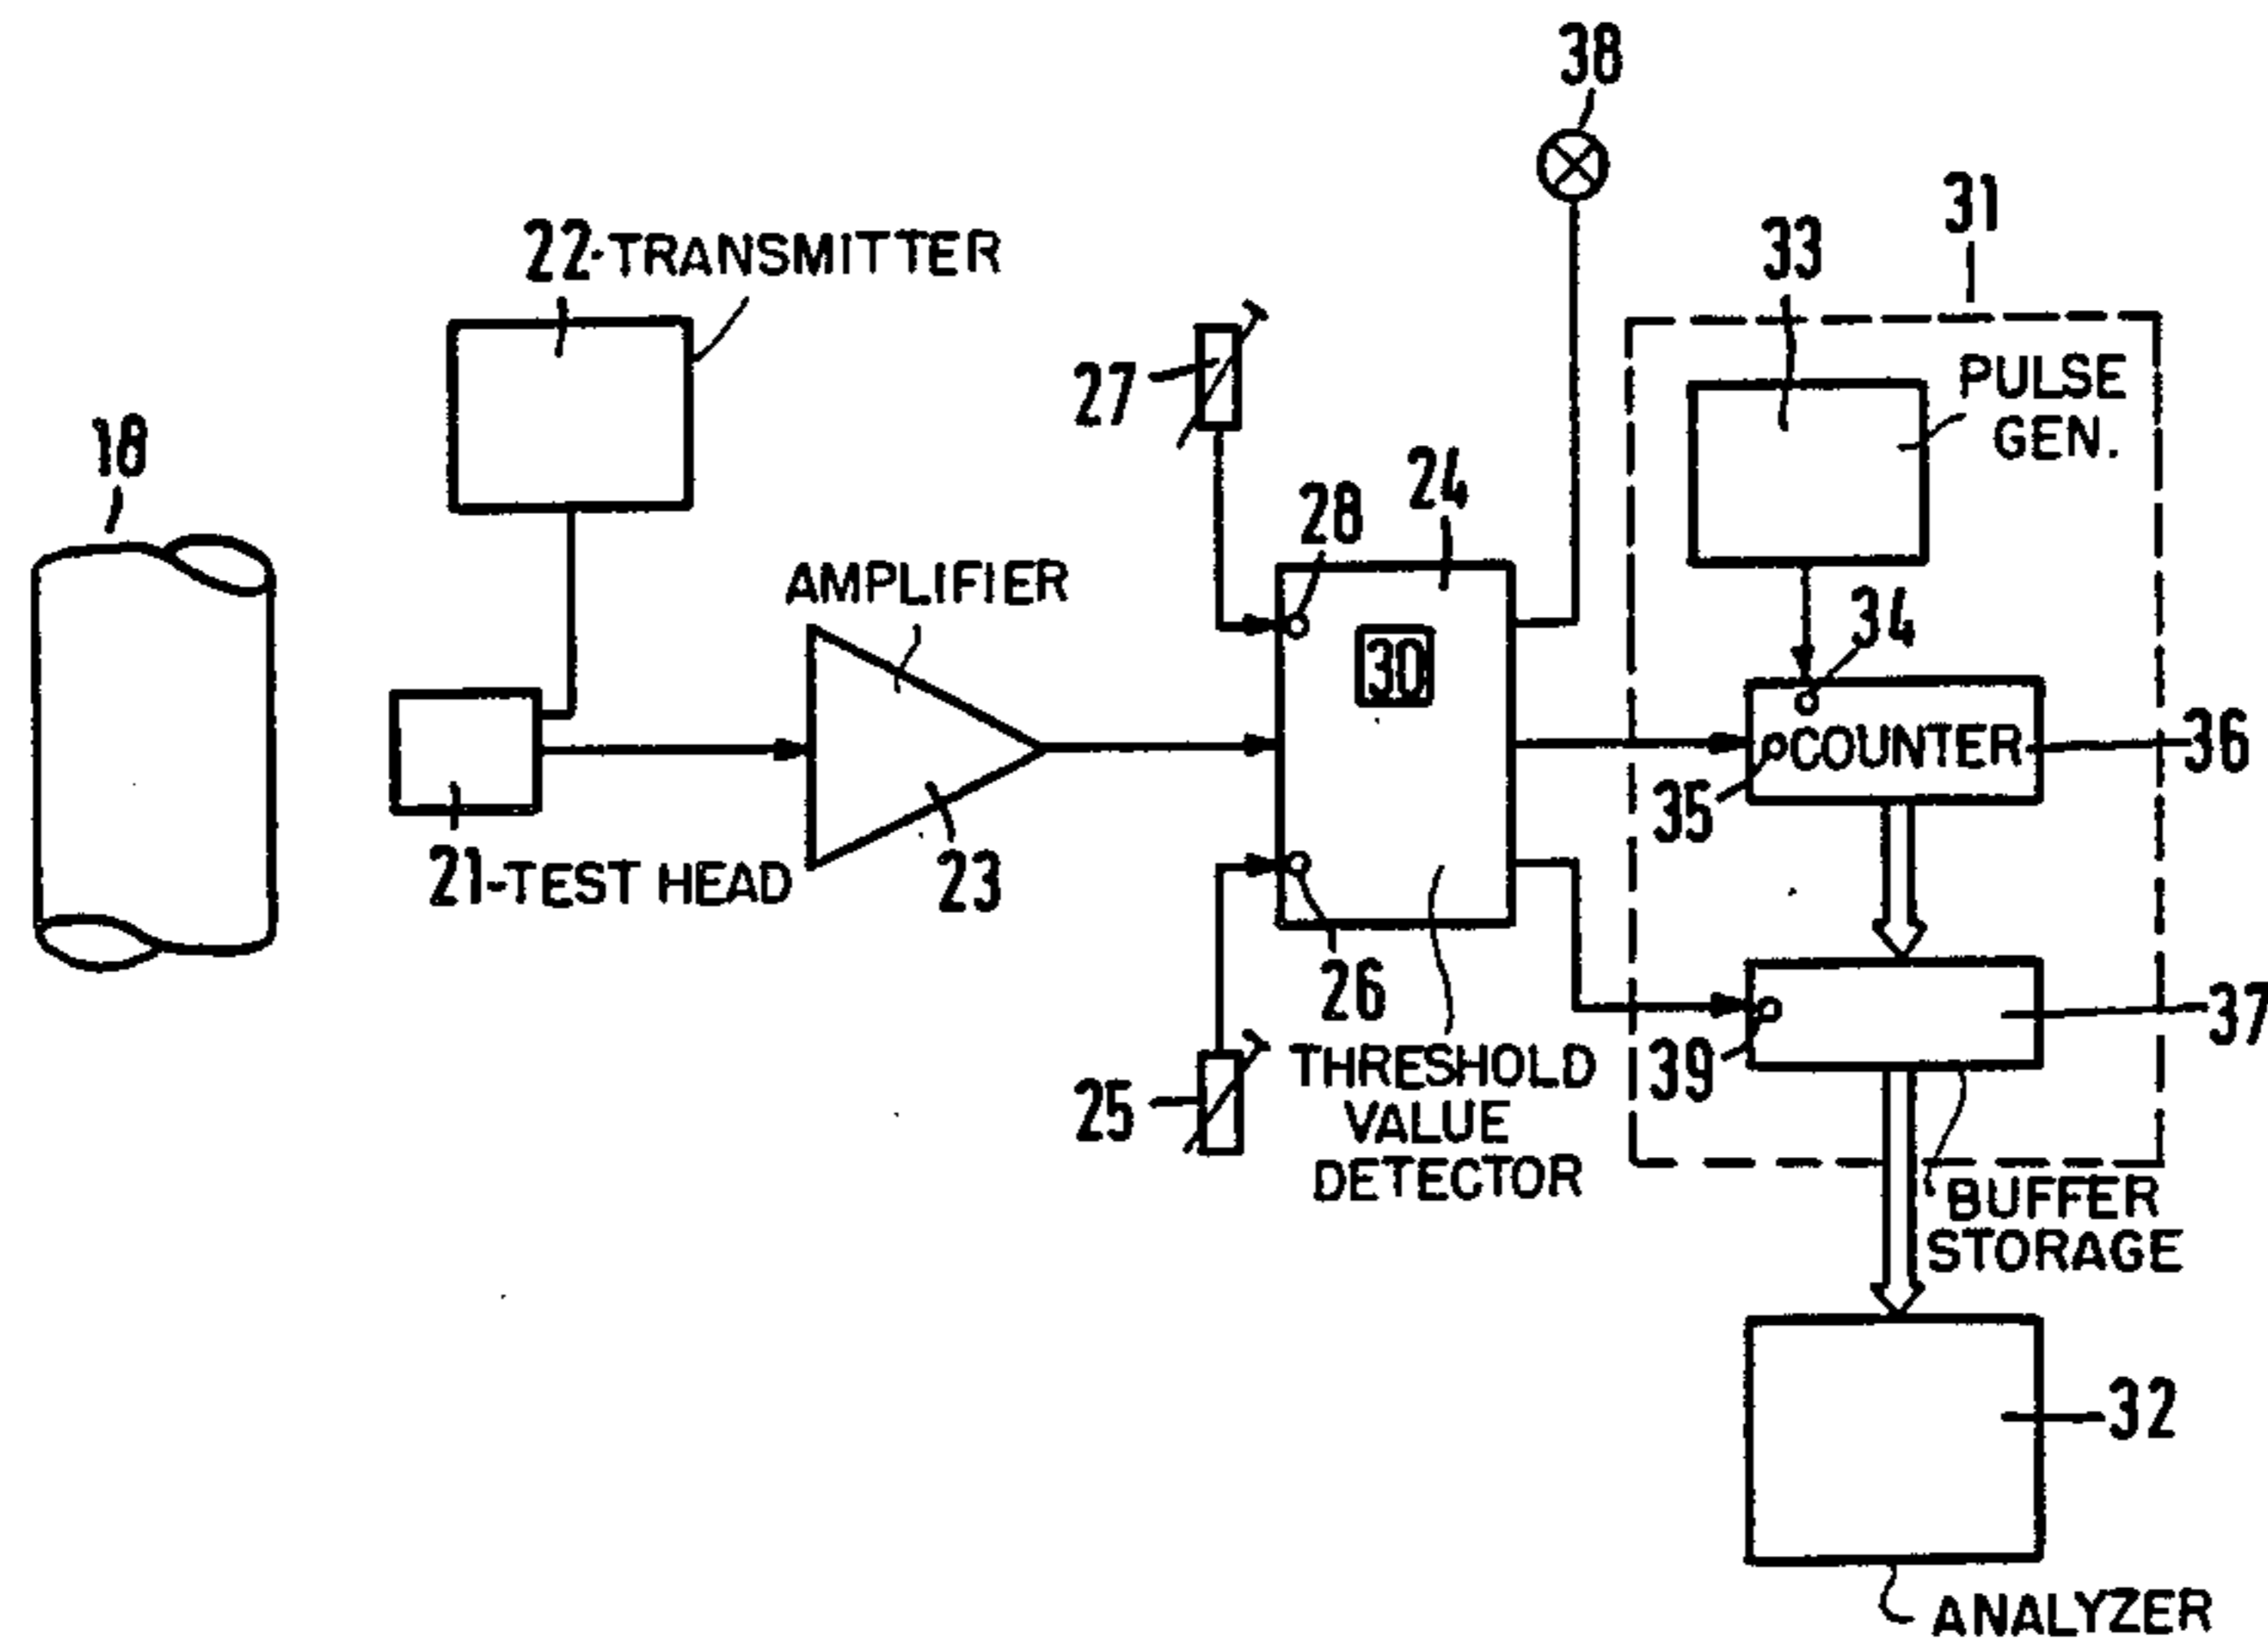 38
31
33
22-TRANSMITTER
PULSE
GEN.
27
18
24
28
AMPLIFIER
34
30
COUNTER
36
35
21-TEST HEAD
23
26
37
39
THRESHOLD
VALUE
DETECTOR
25
BUFFER
STORAGE
32
ANALYZER